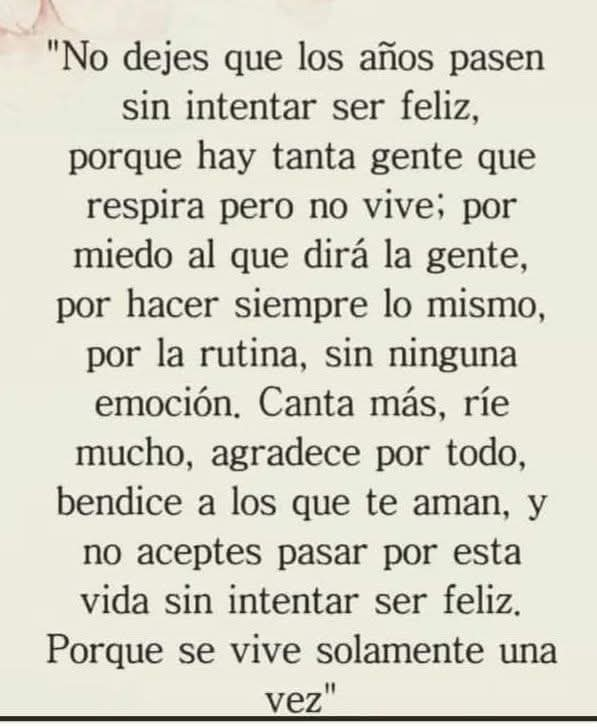 "No dejes que los años pasen
sin intentar ser feliz,
porque hay tanta gente que
respira pero no vive; por
miedo al que dirá la gente,
por hacer siempre lo mismo,
por la rutina, sin ninguna
emoción. Canta más, ríe
mucho, agradece por todo,
bendice a los que te aman, y
no aceptes pasar por esta
vida sin intentar ser feliz.
Porque se vive solamente una
vez"